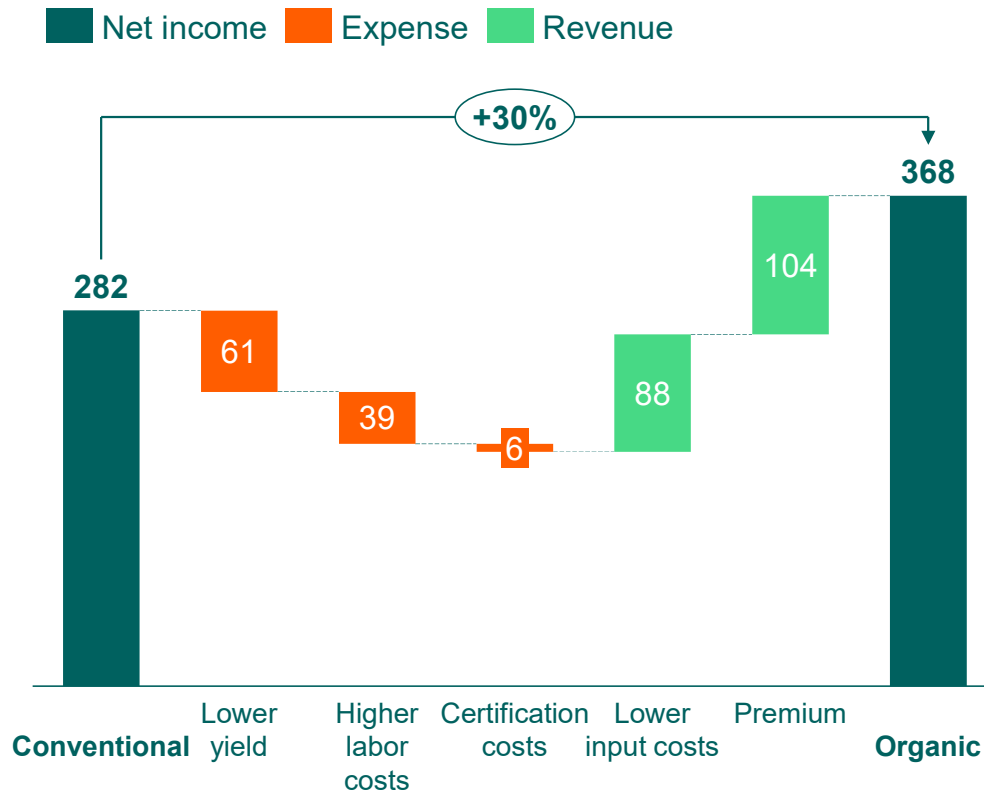 Net income Expense Revenue
+30%
368
282
104
61
88
39
6
Conventional
Lower
yield
Higher
labor
costs
Certification
costs
Lower
input costs
Premium
Organic